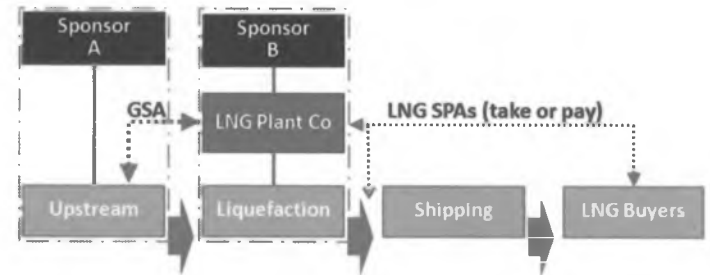 Sponsor
A
Sponsor
B
GSA
LNG Plant Co
LNG SPAs (take or pay)
Upstream
Liquefaction
Shipping
LNG Buyers